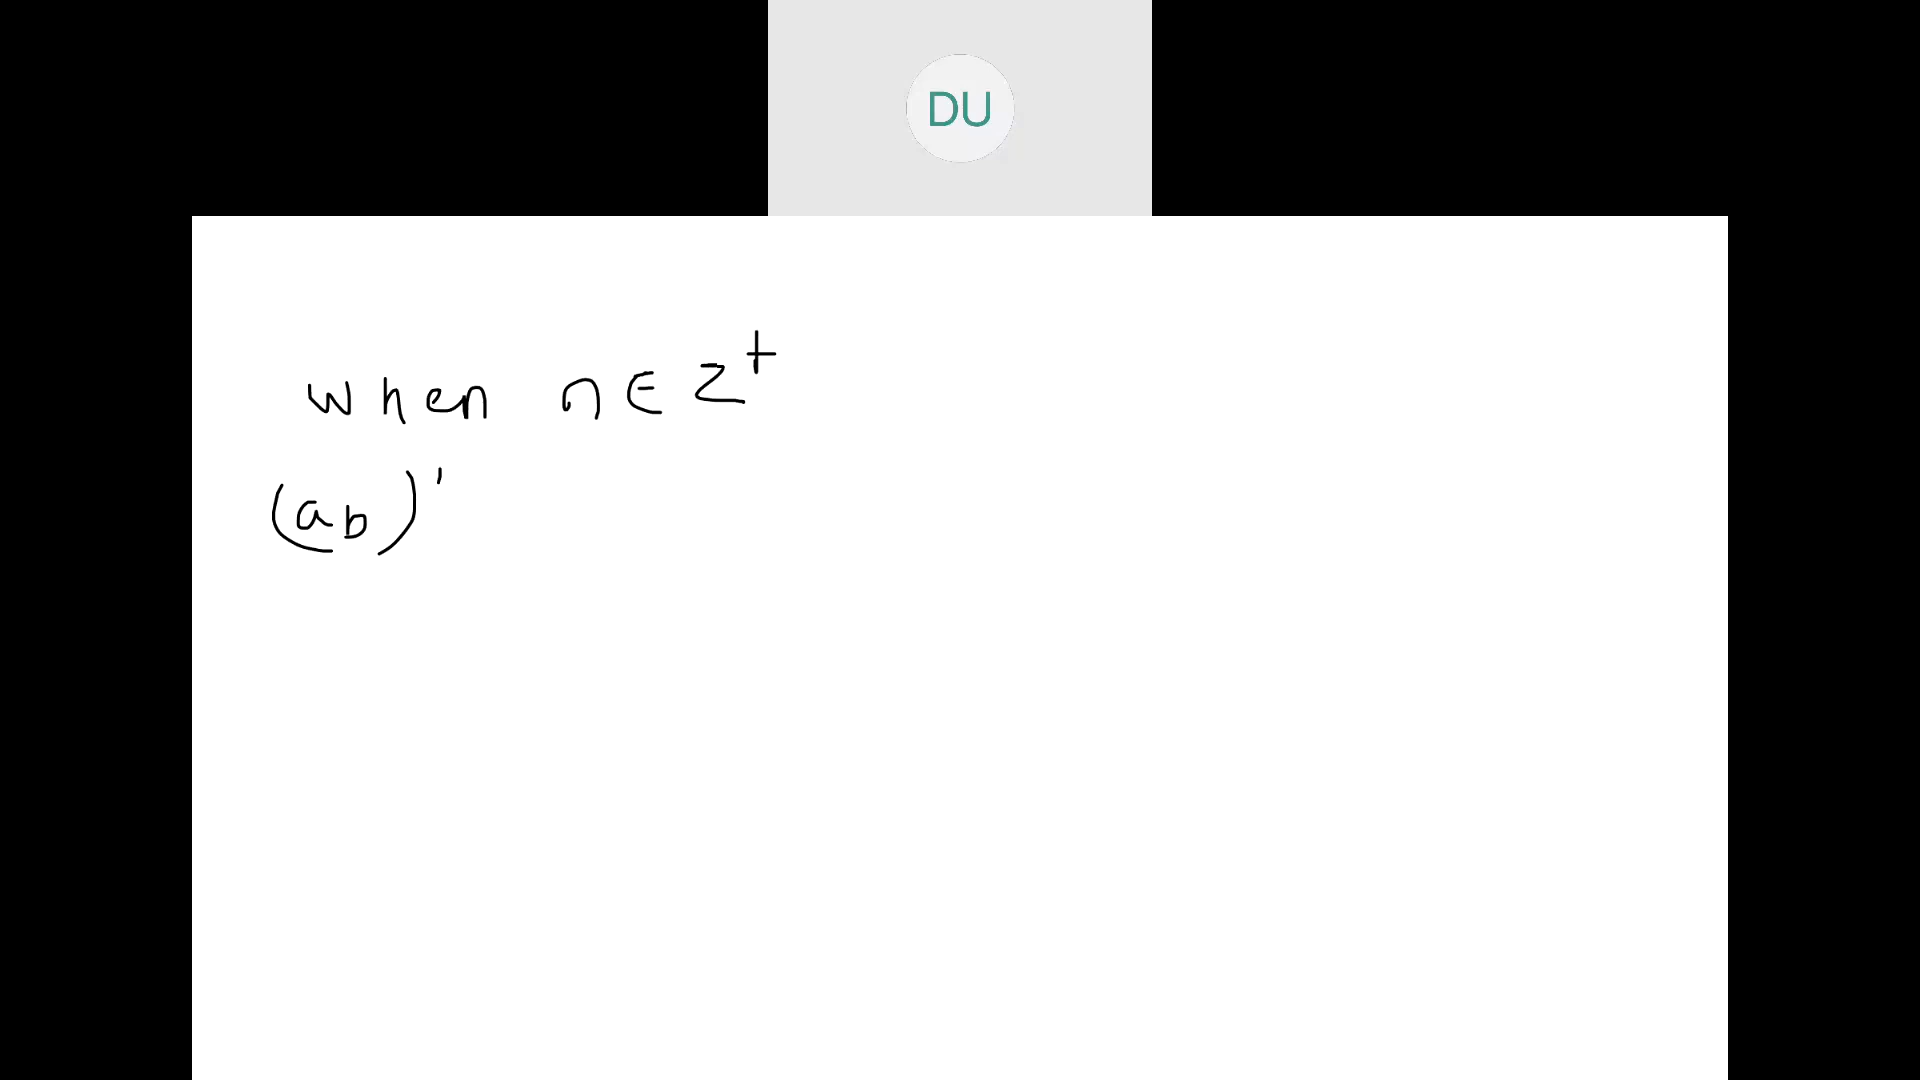 DU
when n ∈ Z⁺
(ab)'